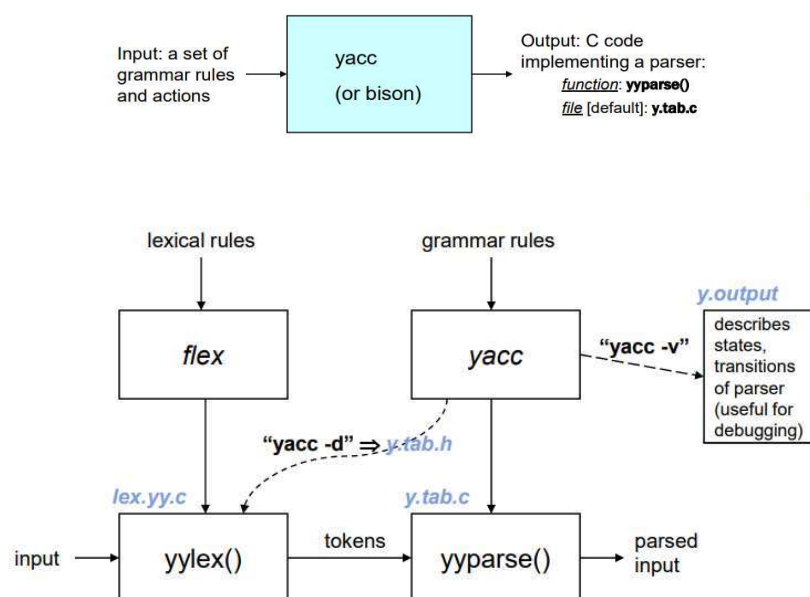 Input: a set of
grammar rules
and actions
yacc
(or bison)
Output: C code
implementing a parser:
function: yyparse()
file [default]: y.tab.c
lexical rules
grammar rules
y.output
flex
yacc
“yacc -v”
describes
states,
transitions
of parser
(useful for
debugging)
“yacc -d” ⇒ y.tab.h
lex.yy.c
y.tab.c
input
yylex()
tokens
yyparse()
parsed
input